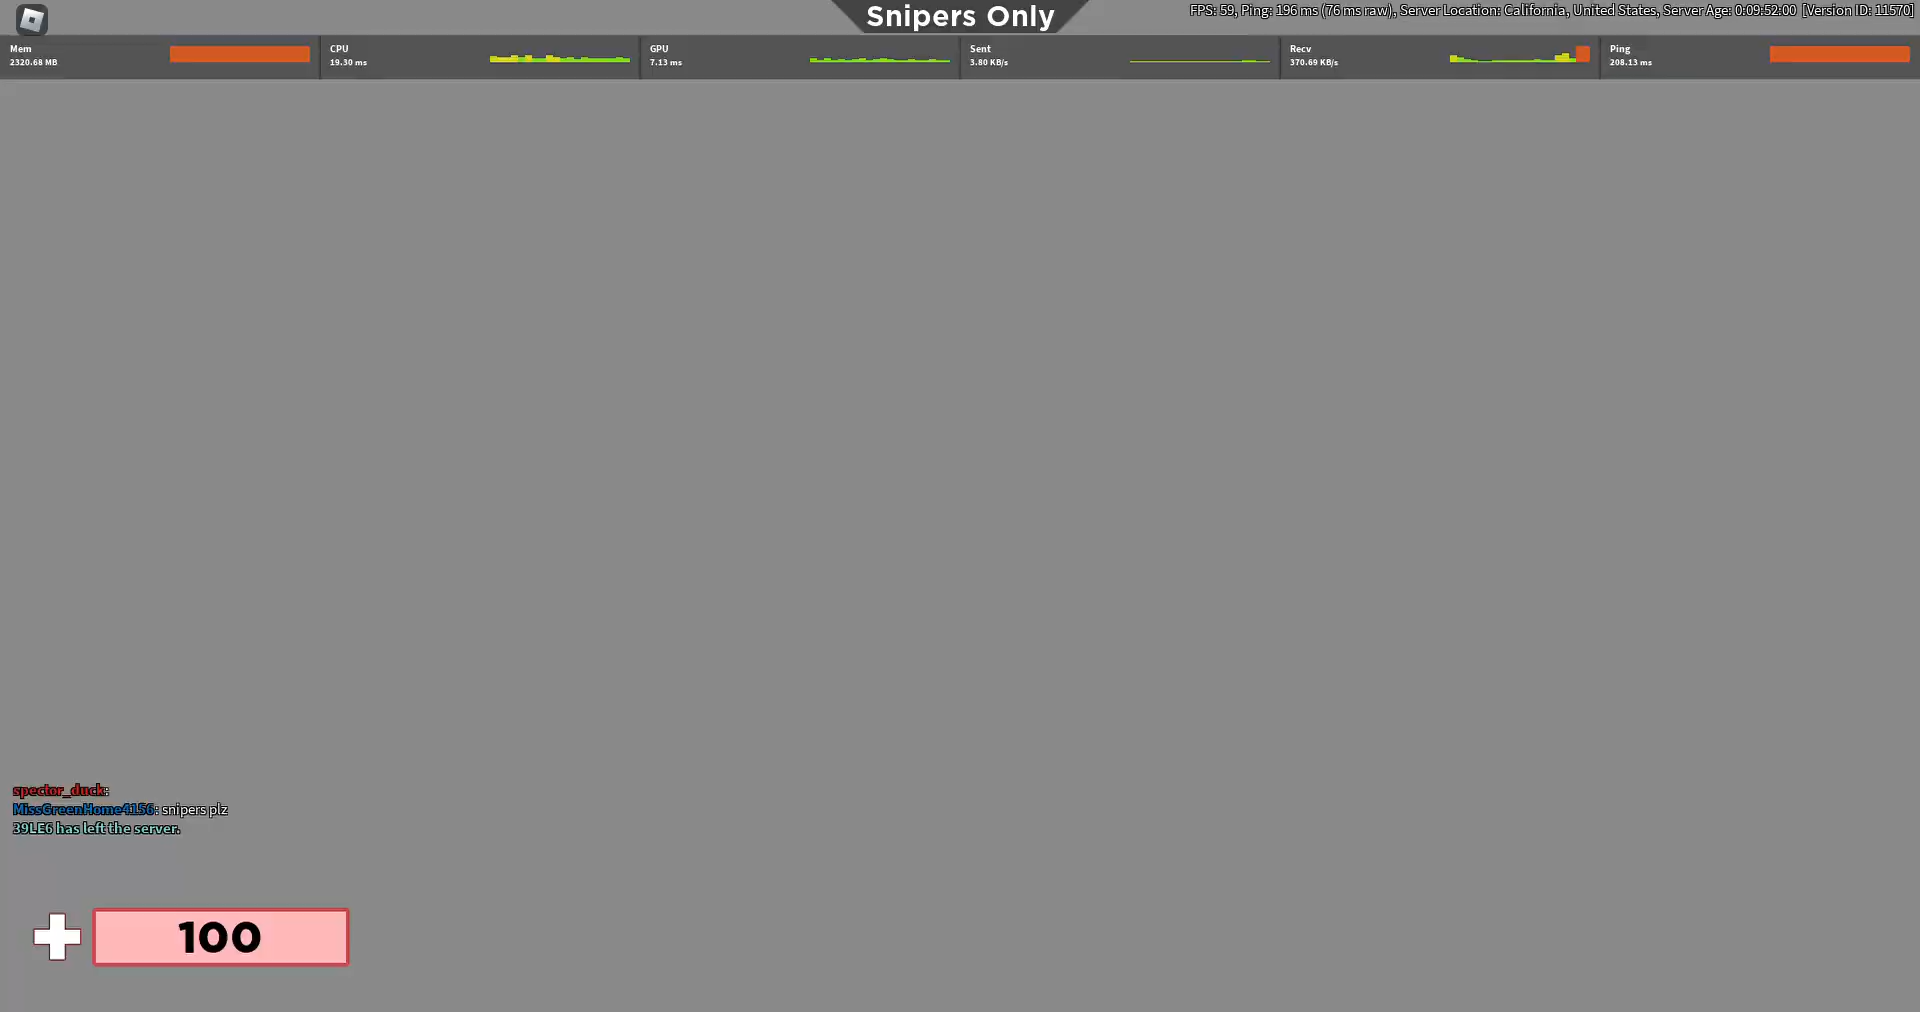 Snipers Only
FPS: 59, Ping: 196 ms (76 ms raw), Server Location: California, United States, Server Age: 0:09:52:00 [Version ID: 11570]
Mem
2320.68 MB
CPU
19.30 ms
GPU
7.13 ms
Sent
3.80 KB/s
Recv
370.69 KB/s
Ping
208.13 ms
spector_duck:
MissGreenHome4156: snipers plz
39LE6 has left the server.
100